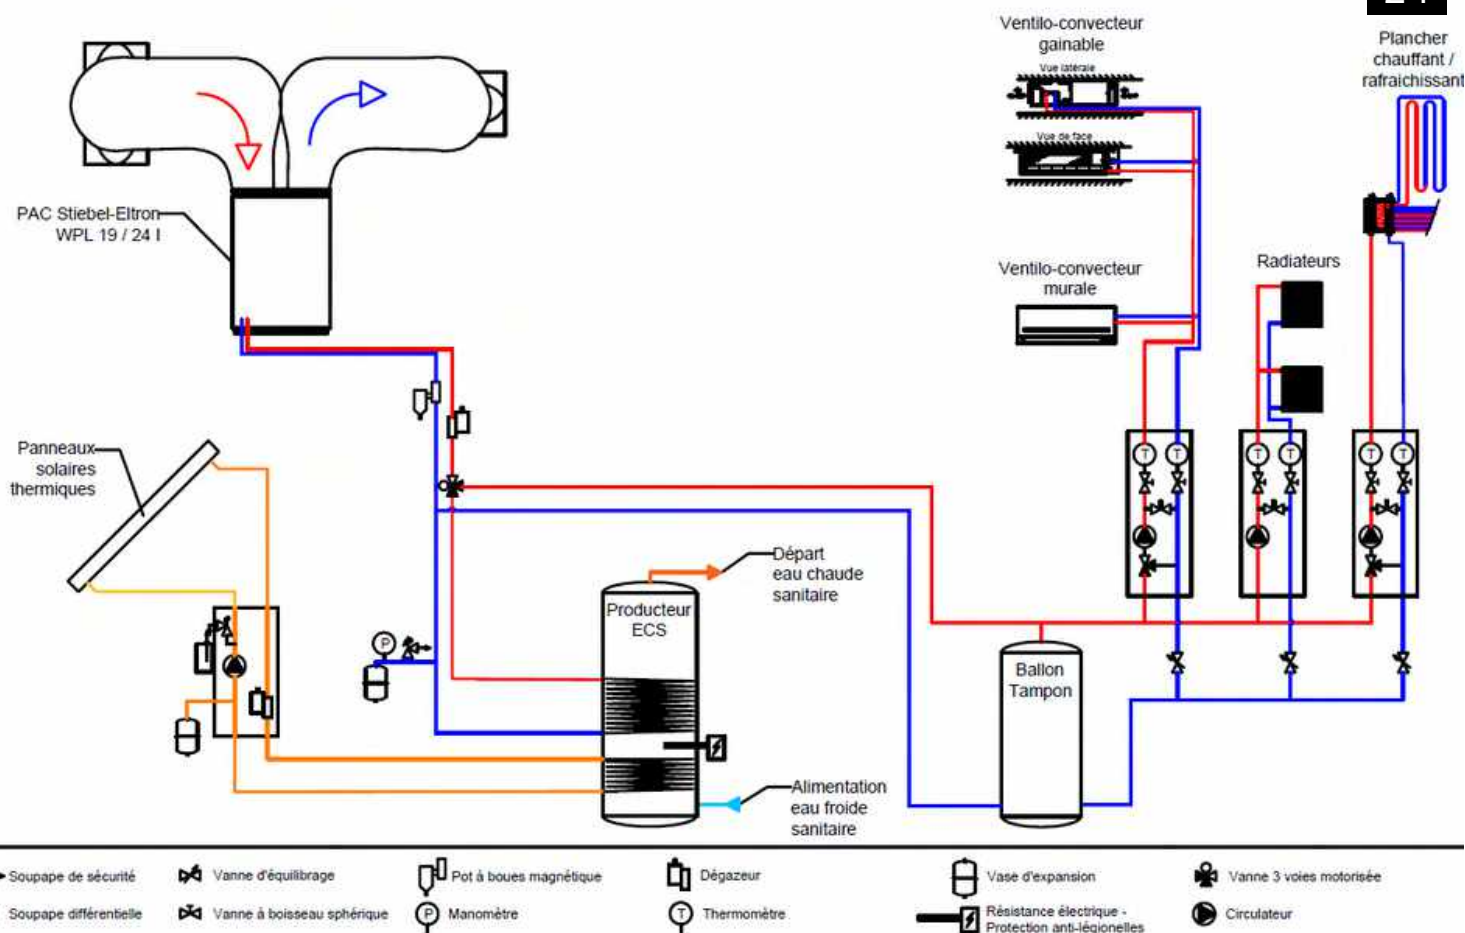 Ventilo-convecteur
gainable
Vue latérale
Vue de face
Plancher
chauffant /
rafraichissant
PAC Stiebel-Eltron
WPL 19 / 24 I
Ventilo-convecteur
murale
Radiateurs
Panneaux
solaires
thermiques
T
T
T
T
T
T
Départ
eau chaude
sanitaire
Producteur
ECS
P
Ballon
Tampon
Alimentation
eau froide
sanitaire
Soupape de sécurité
Vanne d'équilibrage
Pot à boues magnétique
Dégazeur
Vase d'expansion
Vanne 3 voies motorisée
Soupape différentielle
Vanne à boisseau sphérique
P
Manomètre
T
Thermomètre
Résistance électrique -
Protection anti-légionelles
Circulateur